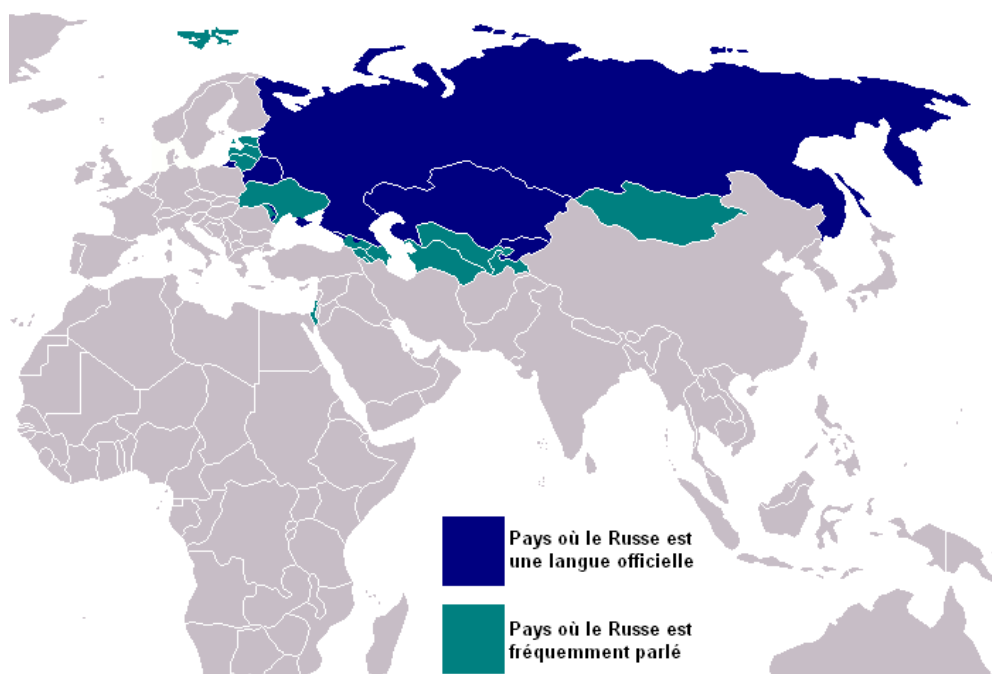 Pays où le Russe est
une langue officielle
Pays où le Russe est
fréquemment parlé